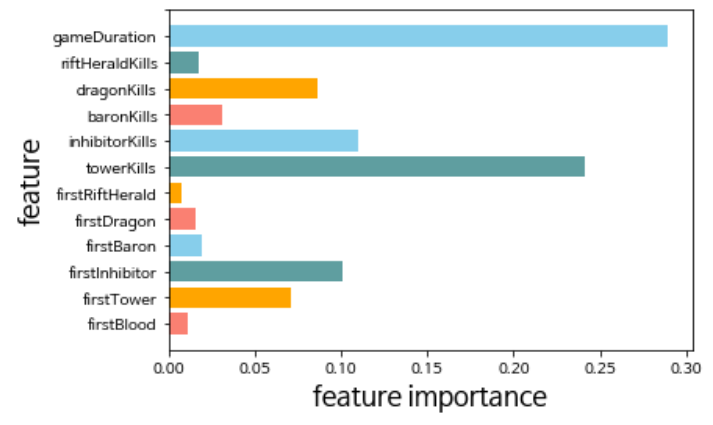 gameDuration
riftHeraldKills
dragonKills
baronKills
inhibitorKills
towerKills
firstRiftHerald
firstDragon
firstBaron
firstInhibitor
firstTower
firstBlood
feature
0.00 0.05 0.10 0.15 0.20 0.25 0.30
feature importance